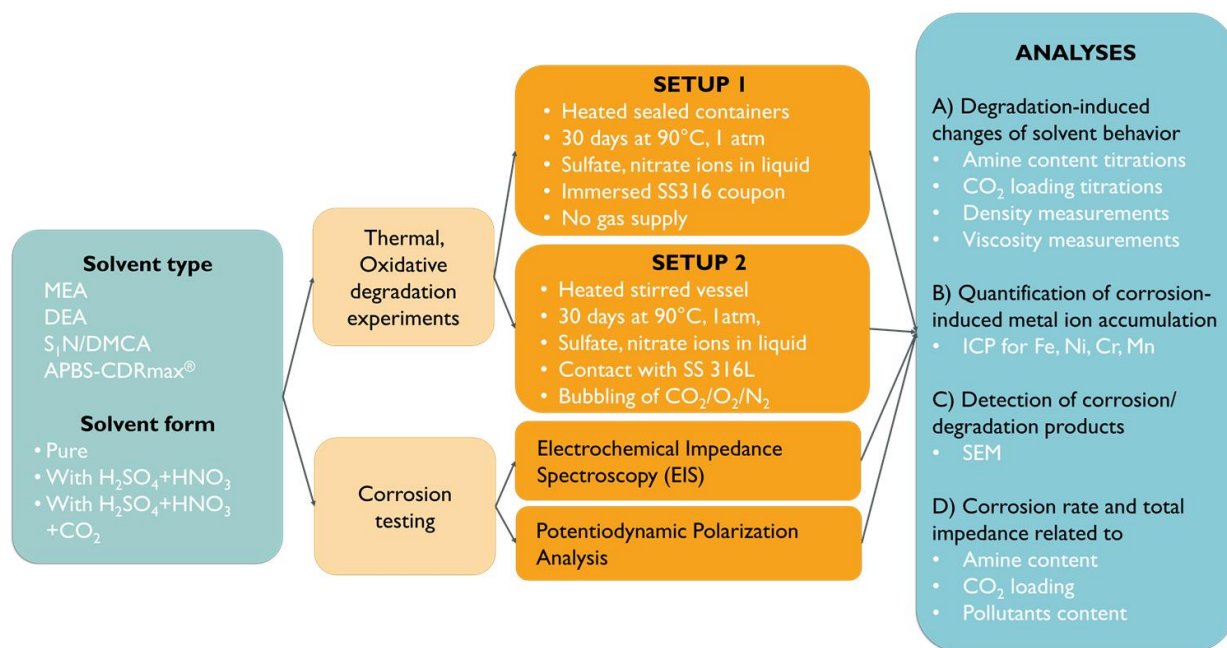 Solvent type
MEA
DEA
S₁N/DMCA
APBS-CDRmax®
Solvent form
• Pure
• With H₂SO₄+HNO₃
• With H₂SO₄+HNO₃
+CO₂
Thermal,
Oxidative
degradation
experiments
Corrosion
testing
SETUP 1
• Heated sealed containers
• 30 days at 90°C, 1 atm
• Sulfate, nitrate ions in liquid
• Immersed SS316 coupon
• No gas supply
SETUP 2
• Heated stirred vessel
• 30 days at 90°C, 1atm,
• Sulfate, nitrate ions in liquid
• Contact with SS 316L
• Bubbling of CO₂/O₂/N₂
Electrochemical Impedance
Spectroscopy (EIS)
Potentiodynamic Polarization
Analysis
ANALYSES
A) Degradation-induced
changes of solvent behavior
• Amine content titrations
• CO₂ loading titrations
• Density measurements
• Viscosity measurements
B) Quantification of corrosion-
induced metal ion accumulation
• ICP for Fe, Ni, Cr, Mn
C) Detection of corrosion/
degradation products
• SEM
D) Corrosion rate and total
impedance related to
• Amine content
• CO₂ loading
• Pollutants content